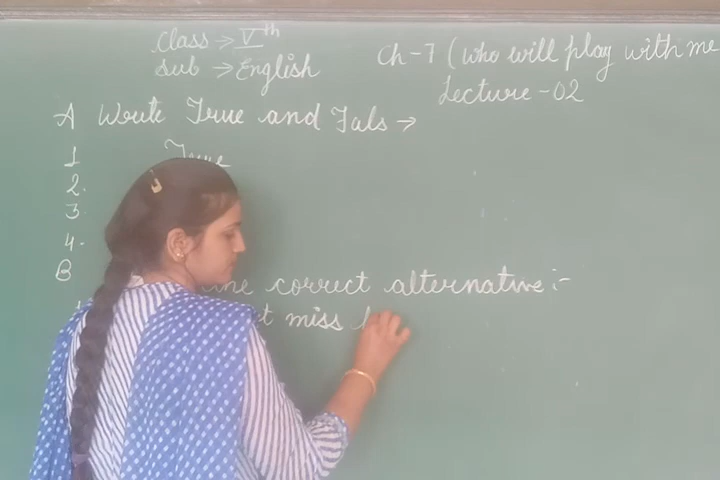 Class → Vth
Sub → English
Ch-7 (who will play with me
Lecture-02
A Write True and Fals →
1 True
2.
3
4.
B correct alternative :-
miss